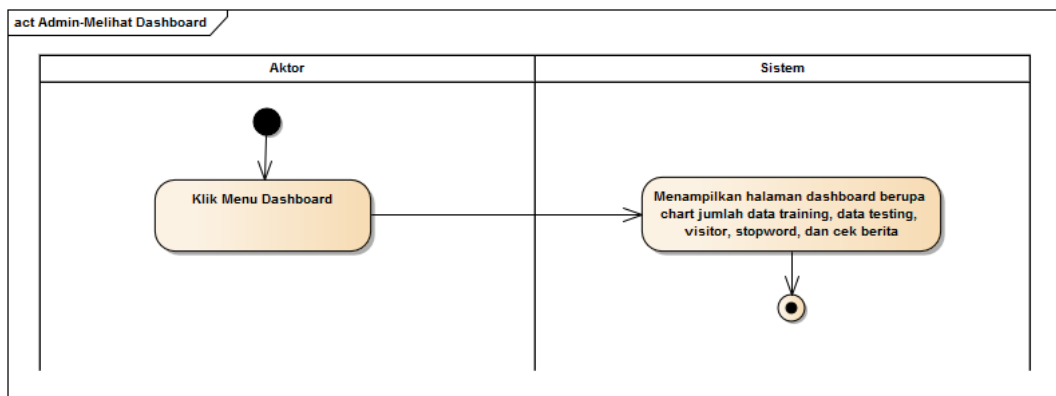 act Admin-Melihat Dashboard
Aktor
Sistem
Klik Menu Dashboard
Menampilkan halaman dashboard berupa
chart jumlah data training, data testing,
visitor, stopword, dan cek berita